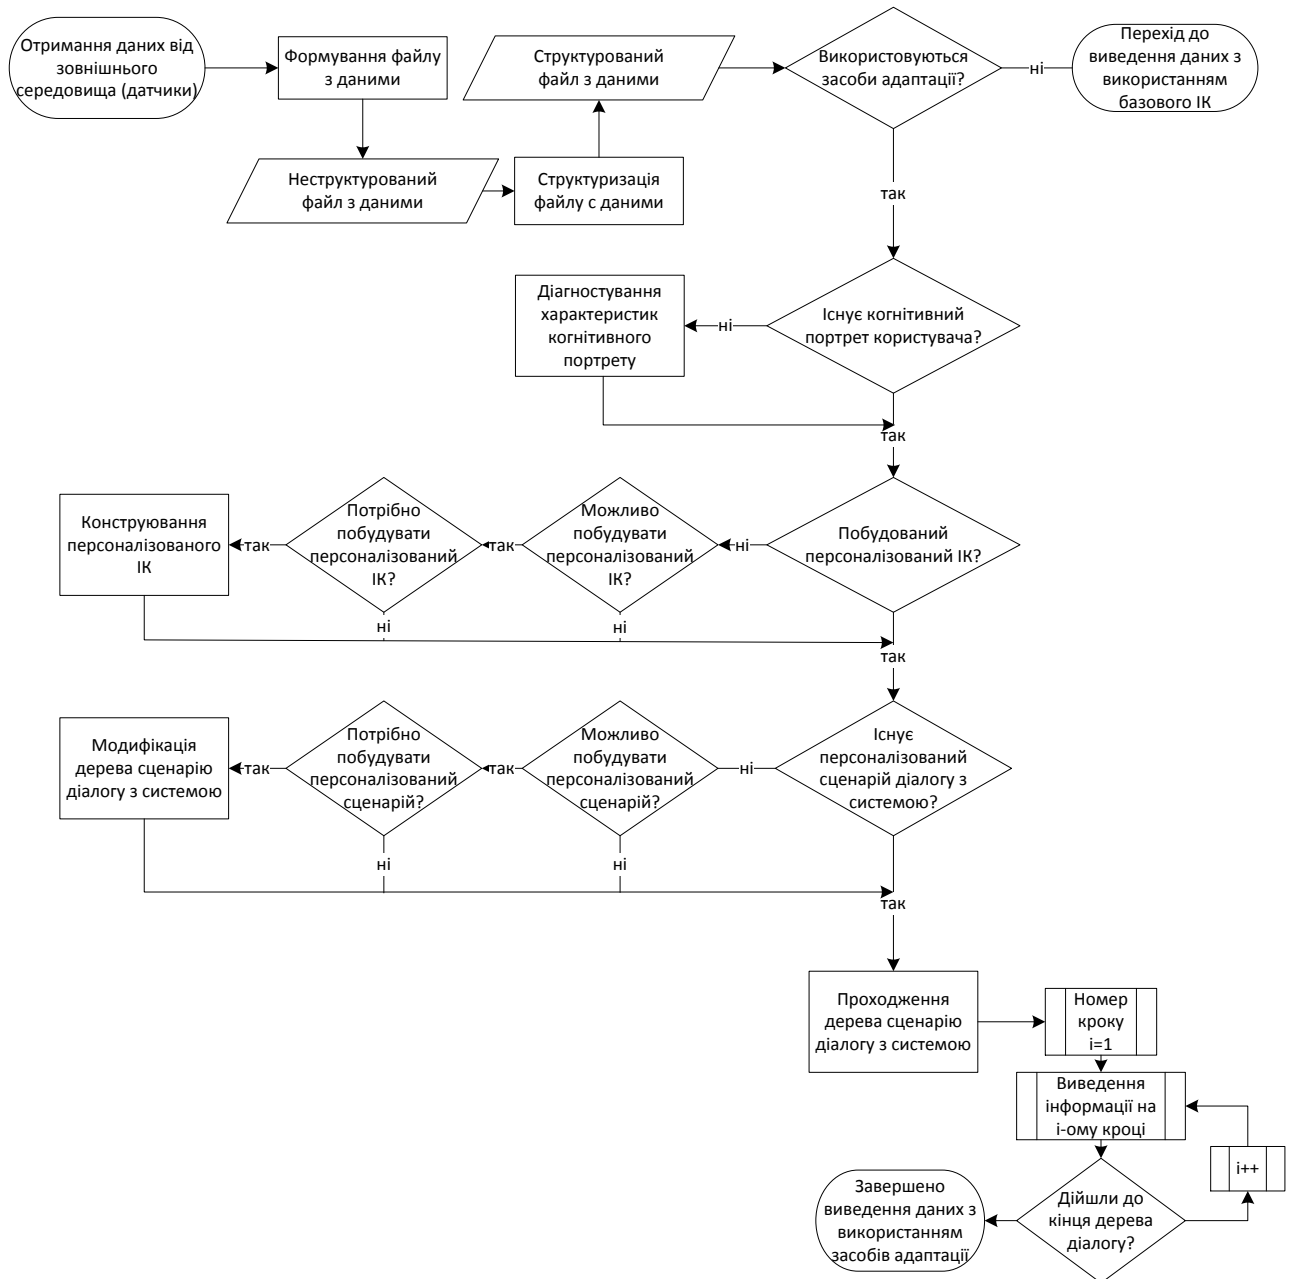 Отримання даних від
зовнішнього
середовища (датчики)
Формування файлу
з даними
Структурований
файл з даними
Використовуються
засоби адаптації?
ні
Перехід до
виведення даних з
використанням
базового ІК
Неструктурований
файл з даними
Структуризація
файлу с даними
так
Діагностування
характеристик
когнітивного
портрету
ні
Існує когнітивний
портрет користувача?
так
Конструювання
персоналізованого
ІК
так
Потрібно
побудувати
персоналізований
ІК?
так
Можливо
побудувати
персоналізований
ІК?
ні
Побудований
персоналізований ІК?
ні
ні
так
Модифікація
дерева сценарію
діалогу з системою
так
Потрібно
побудувати
персоналізований
сценарій?
так
Можливо
побудувати
персоналізований
сценарій?
ні
Існує
персоналізований
сценарій діалогу з
системою?
ні
ні
так
Проходження
дерева сценарію
діалогу з системою
Номер
кроку
і=1
Виведення
інформації на
і-ому кроці
і++
Завершено
виведення даних з
використанням
засобів адаптації
Дійшли до
кінця дерева
діалогу?